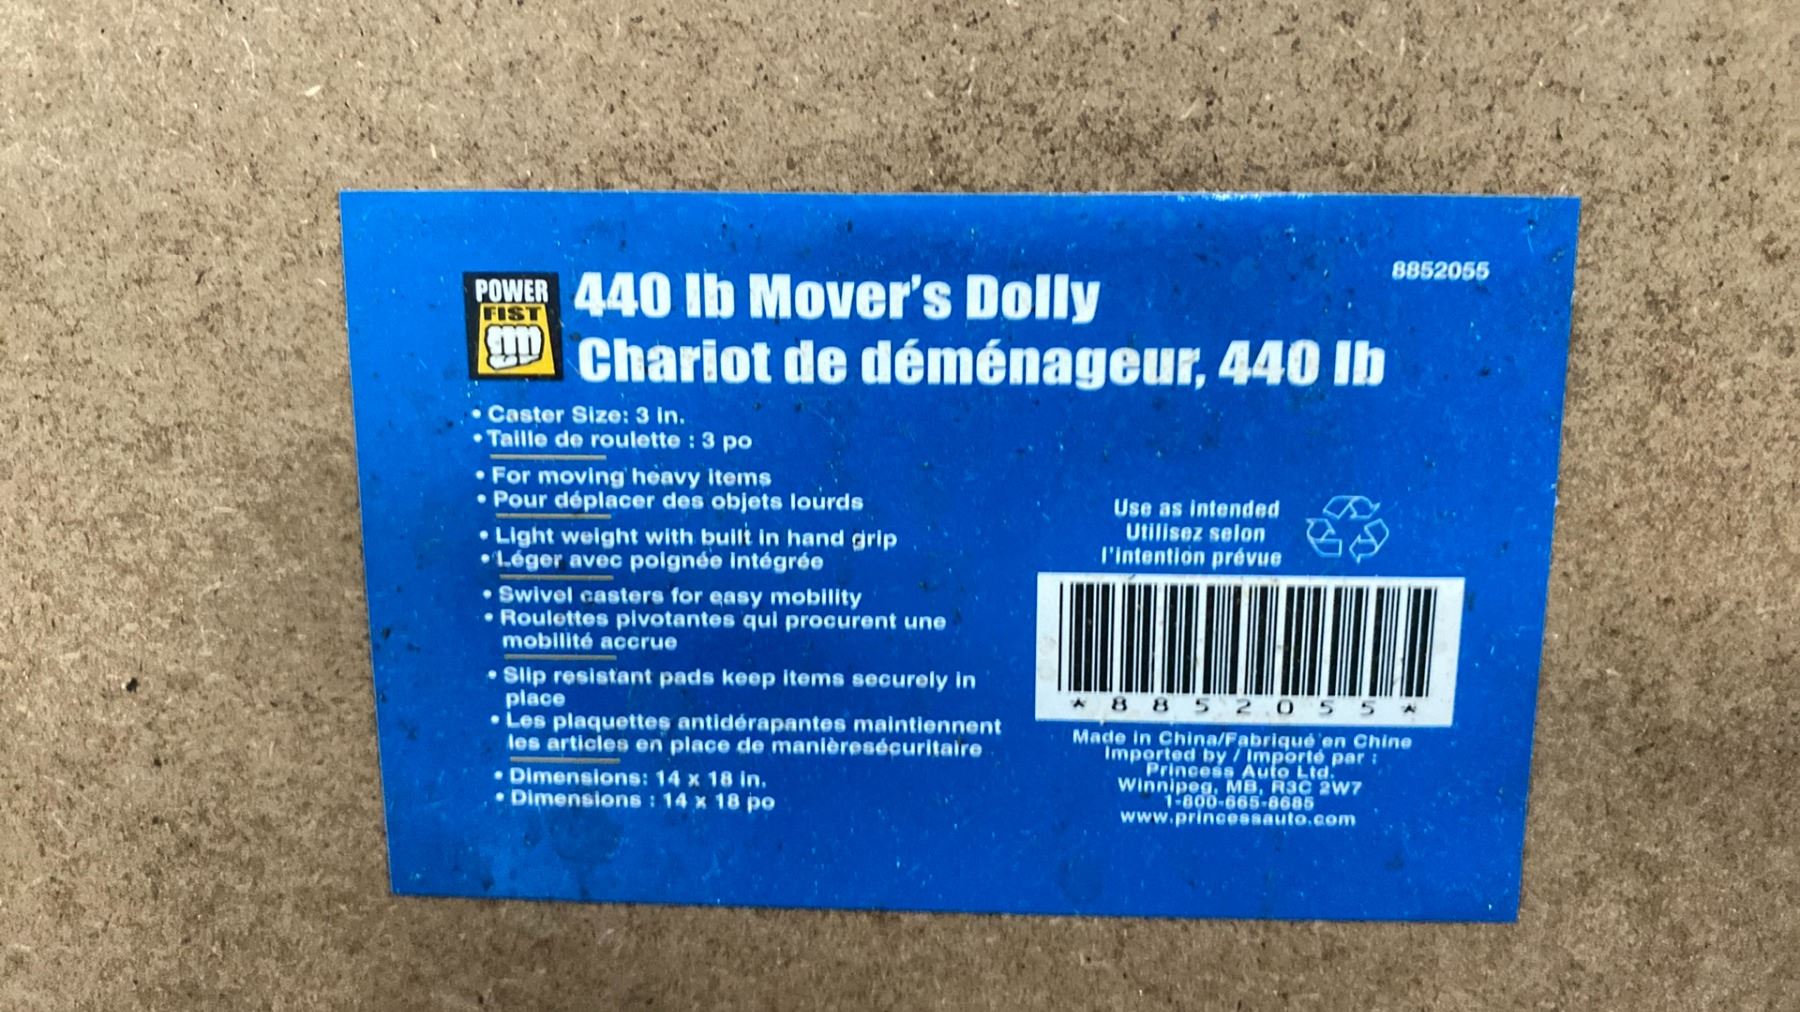 8852055
POWER
FIST
440 lb Mover's Dolly
Chariot de déménageur, 440 lb
• Caster Size: 3 in.
• Taille de roulette : 3 po
• For moving heavy items
• Pour déplacer des objets lourds
• Light weight with built in hand grip
• Léger avec poignée intégrée
• Swivel casters for easy mobility
• Roulettes pivotantes qui procurent une
mobilité accrue
• Slip resistant pads keep items securely in
place
• Les plaquettes antidérapantes maintiennent
les articles en place de manièresécuritaire
• Dimensions: 14 x 18 in.
• Dimensions : 14 x 18 po
Use as intended
Utilisez selon
l'intention prévue
*8852055*
Made in China/Fabriqué en Chine
Imported by / Importé par :
Princess Auto Ltd.
Winnipeg, MB, R3C 2W7
1-800-665-8685
www.princessauto.com